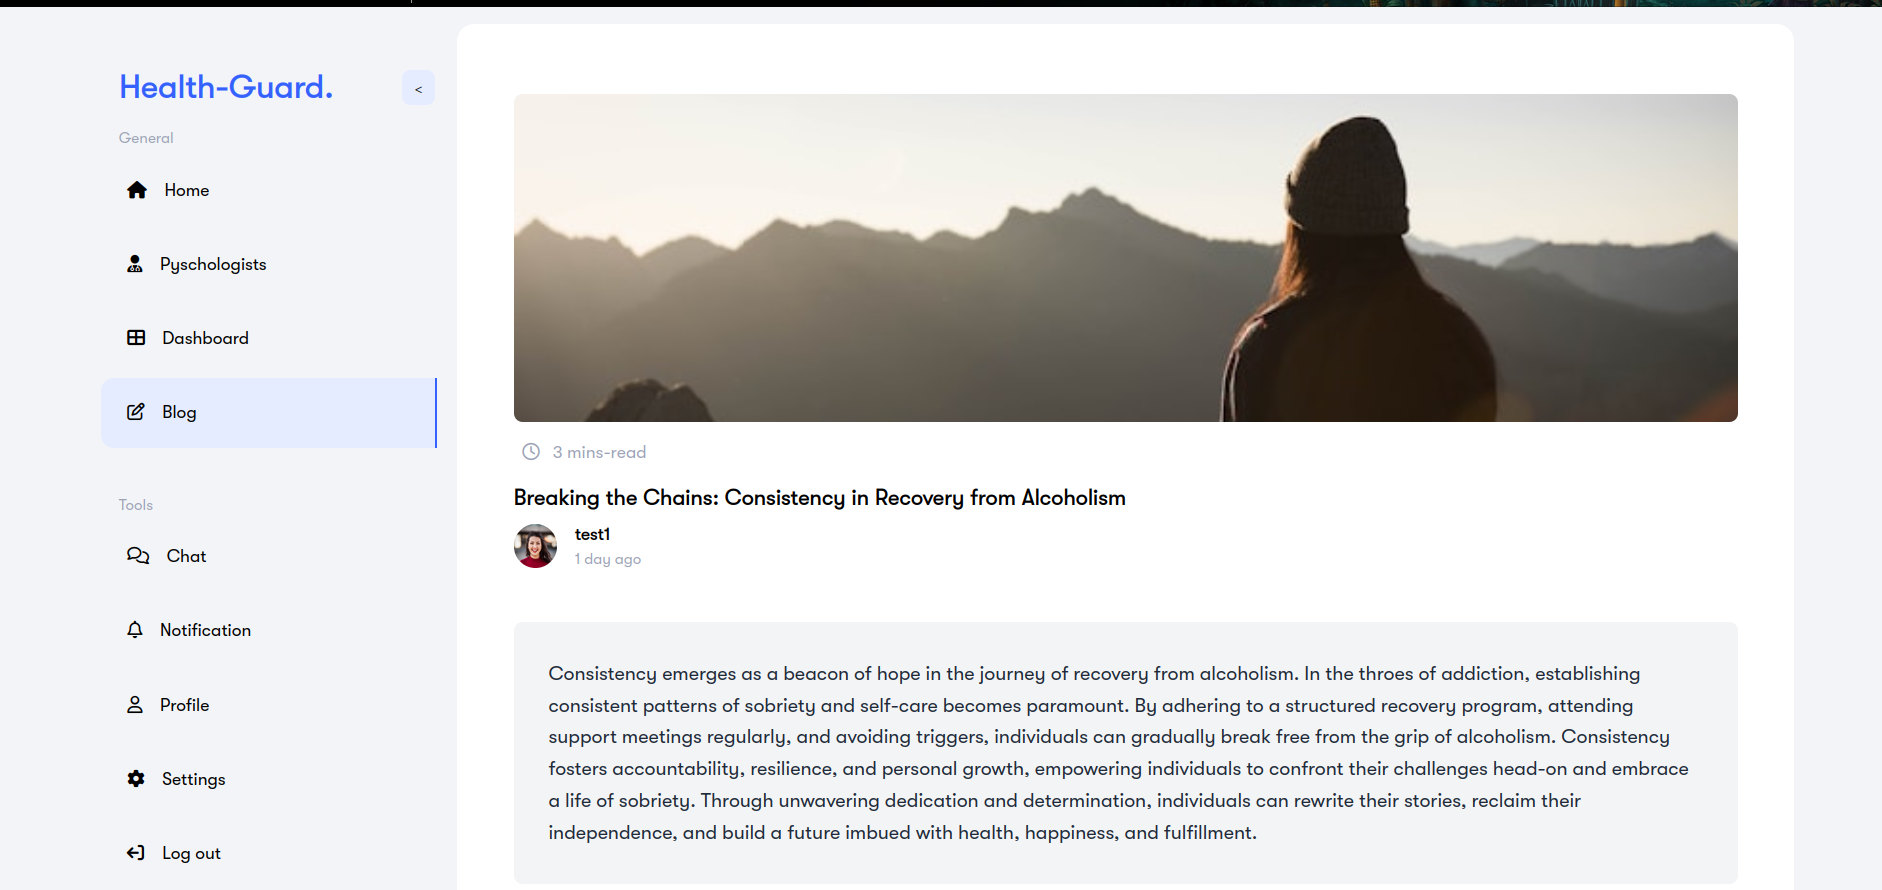 Health-Guard.
<
General
Home
Pyschologists
Dashboard
Blog
Tools
Chat
Notification
Profile
Settings
Log out
3 mins-read
Breaking the Chains: Consistency in Recovery from Alcoholism
test1
1 day ago
Consistency emerges as a beacon of hope in the journey of recovery from alcoholism. In the throes of addiction, establishing
consistent patterns of sobriety and self-care becomes paramount. By adhering to a structured recovery program, attending
support meetings regularly, and avoiding triggers, individuals can gradually break free from the grip of alcoholism. Consistency
fosters accountability, resilience, and personal growth, empowering individuals to confront their challenges head-on and embrace
a life of sobriety. Through unwavering dedication and determination, individuals can rewrite their stories, reclaim their
independence, and build a future imbued with health, happiness, and fulfillment.